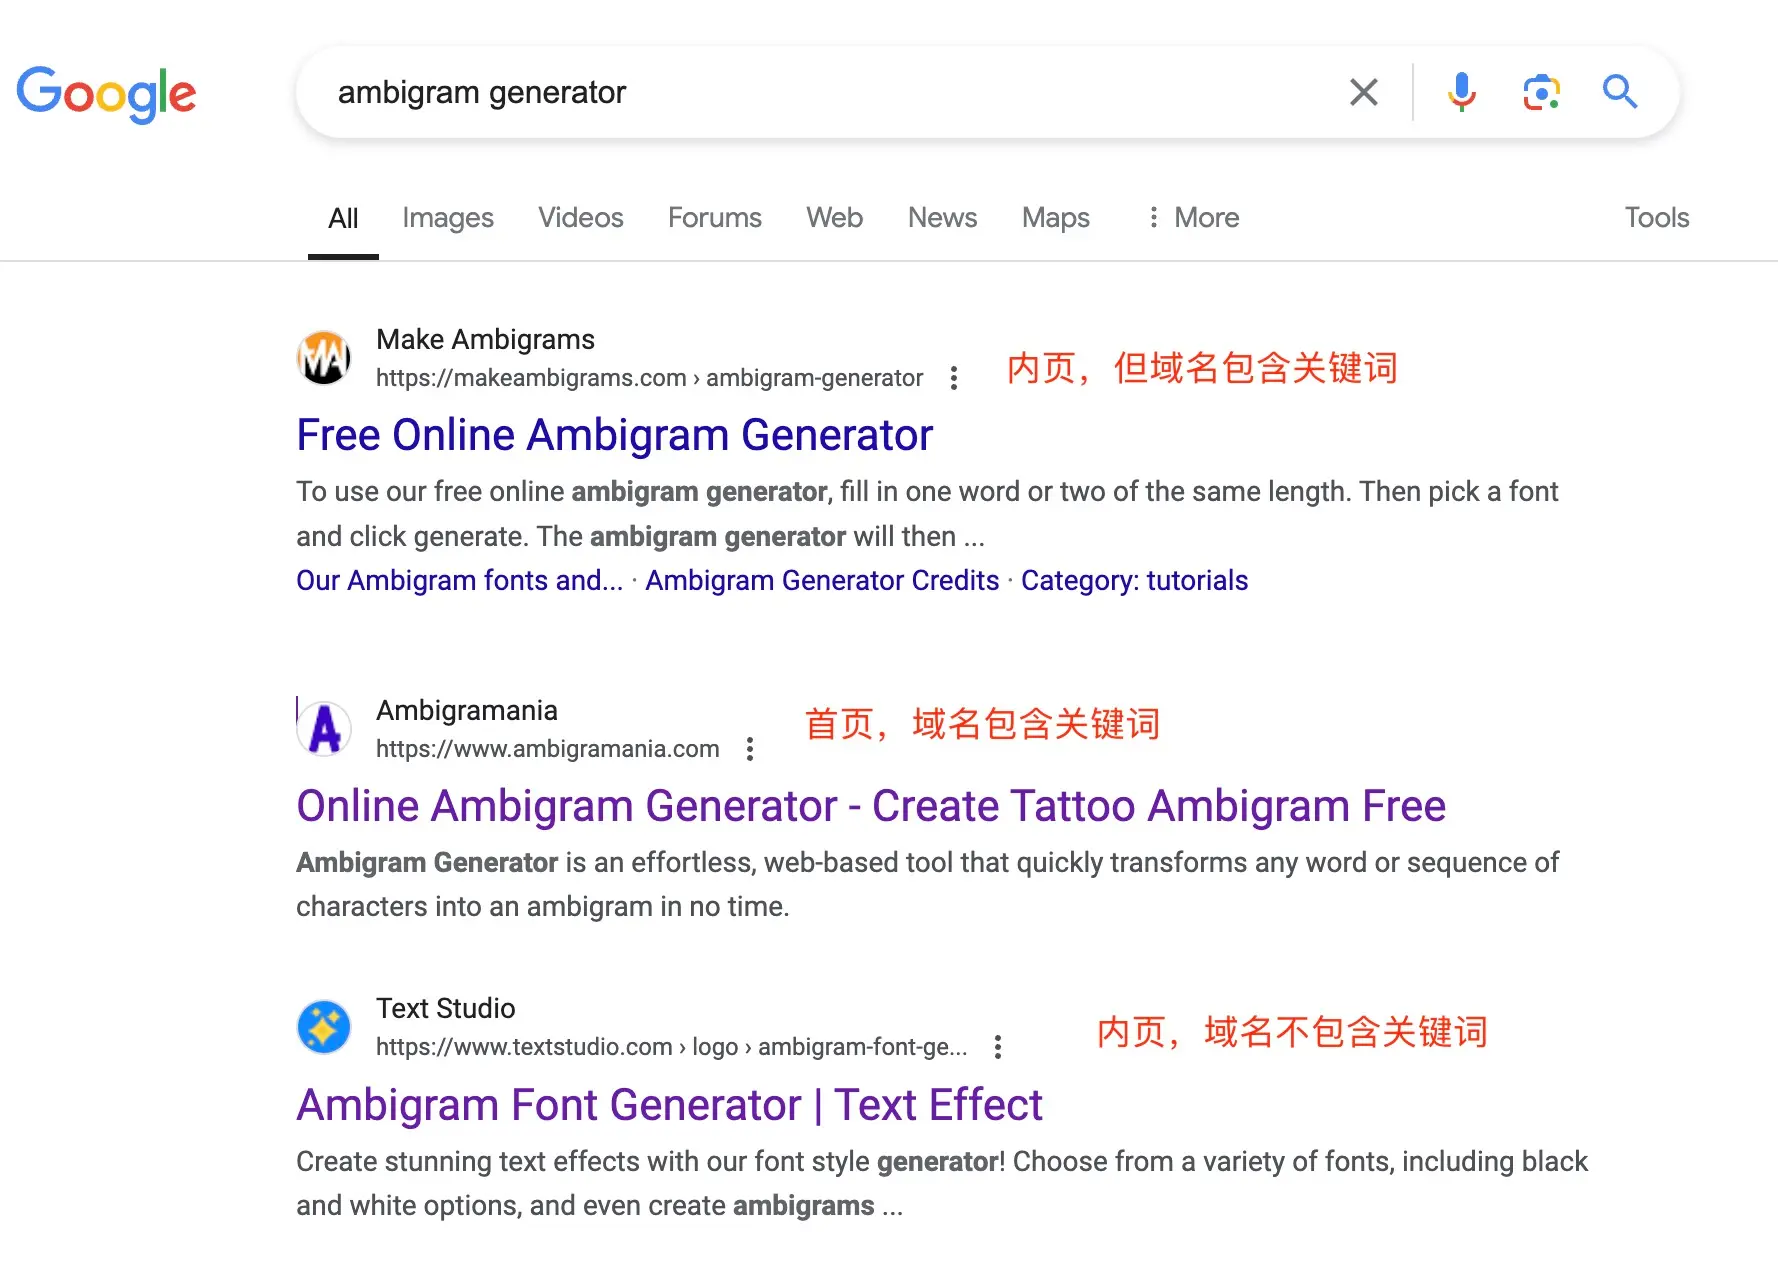 Google
ambigram generator
All Images Videos Forums Web News Maps More Tools
MA
Make Ambigrams
https://makeambigrams.com › ambigram-generator
内页，但域名包含关键词
Free Online Ambigram Generator
To use our free online ambigram generator, fill in one word or two of the same length. Then pick a font
and click generate. The ambigram generator will then ...
Our Ambigram fonts and... · Ambigram Generator Credits · Category: tutorials
A
Ambigramania
https://www.ambigramania.com
首页，域名包含关键词
Online Ambigram Generator - Create Tattoo Ambigram Free
Ambigram Generator is an effortless, web-based tool that quickly transforms any word or sequence of
characters into an ambigram in no time.
Text Studio
https://www.textstudio.com › logo › ambigram-font-ge...
内页，域名不包含关键词
Ambigram Font Generator | Text Effect
Create stunning text effects with our font style generator! Choose from a variety of fonts, including black
and white options, and even create ambigrams ...